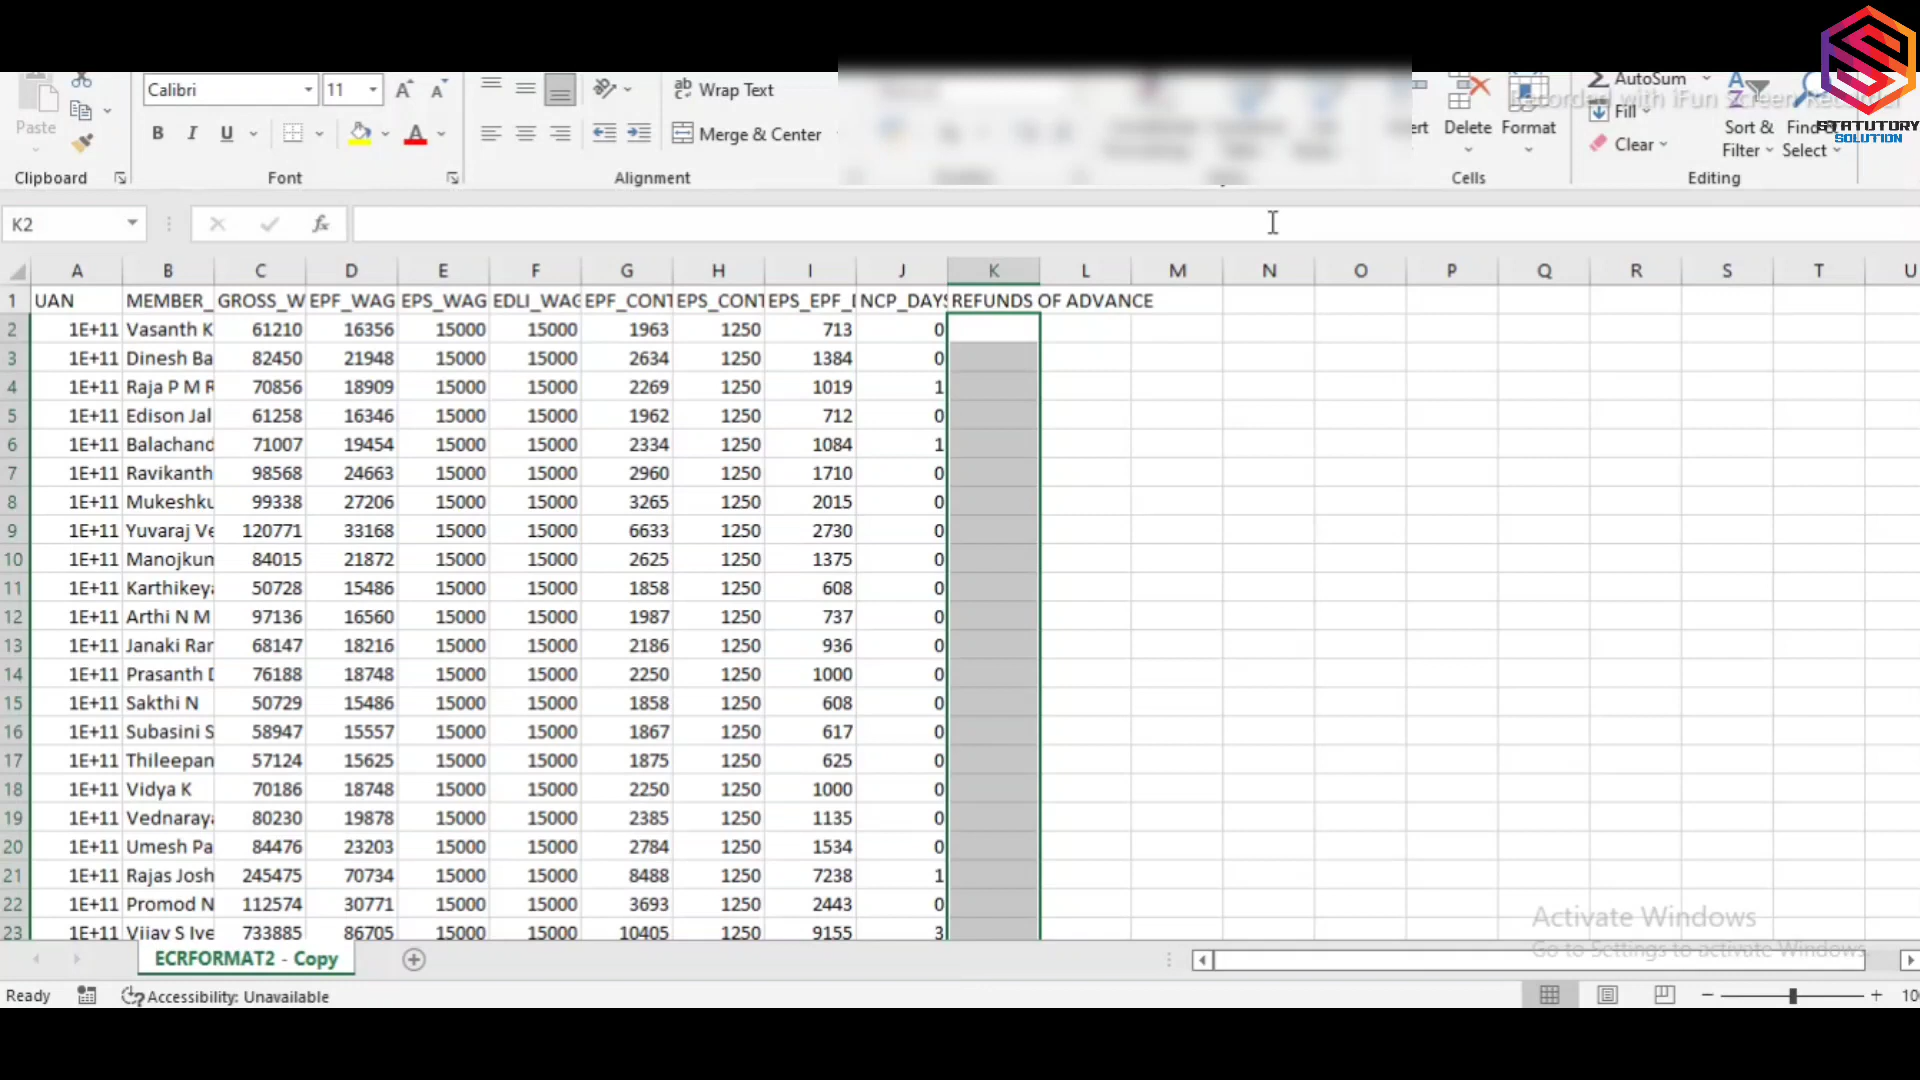 AutoSum
Calibri 11 Wrap Text
Recorded with iFun Screen Recorder
Paste Delete Format Fill
STATUTORY
SOLUTION
Merge & Center Sort & Find &
Clear Filter Select
Clipboard Font Alignment Cells Editing
K2 fx
A B C D E F G H I J K L M N O P Q R S T U
1 UAN MEMBER_ GROSS_W EPF_WAG EPS_WAG EDLI_WAG EPF_CONT EPS_CONT EPS_EPF_ NCP_DAYS REFUNDS OF ADVANCE
2 1E+11 Vasanth K 61210 16356 15000 15000 1963 1250 713 0
3 1E+11 Dinesh Ba 82450 21948 15000 15000 2634 1250 1384 0
4 1E+11 Raja P M R 70856 18909 15000 15000 2269 1250 1019 1
5 1E+11 Edison Jal 61258 16346 15000 15000 1962 1250 712 0
6 1E+11 Balachand 71007 19454 15000 15000 2334 1250 1084 1
7 1E+11 Ravikanth 98568 24663 15000 15000 2960 1250 1710 0
8 1E+11 Mukeshku 99338 27206 15000 15000 3265 1250 2015 0
9 1E+11 Yuvaraj Ve 120771 33168 15000 15000 6633 1250 2730 0
10 1E+11 Manojkum 84015 21872 15000 15000 2625 1250 1375 0
11 1E+11 Karthikeya 50728 15486 15000 15000 1858 1250 608 0
12 1E+11 Arthi N M 97136 16560 15000 15000 1987 1250 737 0
13 1E+11 Janaki Ran 68147 18216 15000 15000 2186 1250 936 0
14 1E+11 Prasanth D 76188 18748 15000 15000 2250 1250 1000 0
15 1E+11 Sakthi N 50729 15486 15000 15000 1858 1250 608 0
16 1E+11 Subasini S 58947 15557 15000 15000 1867 1250 617 0
17 1E+11 Thileepan 57124 15625 15000 15000 1875 1250 625 0
18 1E+11 Vidya K 70186 18748 15000 15000 2250 1250 1000 0
19 1E+11 Vednaraya 80230 19878 15000 15000 2385 1250 1135 0
20 1E+11 Umesh Pa 84476 23203 15000 15000 2784 1250 1534 0
21 1E+11 Rajas Josh 245475 70734 15000 15000 8488 1250 7238 1
22 1E+11 Promod N 112574 30771 15000 15000 3693 1250 2443 0
23 1E+11 Vijay S Iye 733885 86705 15000 15000 10405 1250 9155 3
Activate Windows
Go to Settings to activate Windows.
ECRFORMAT2 - Copy
Ready Accessibility: Unavailable